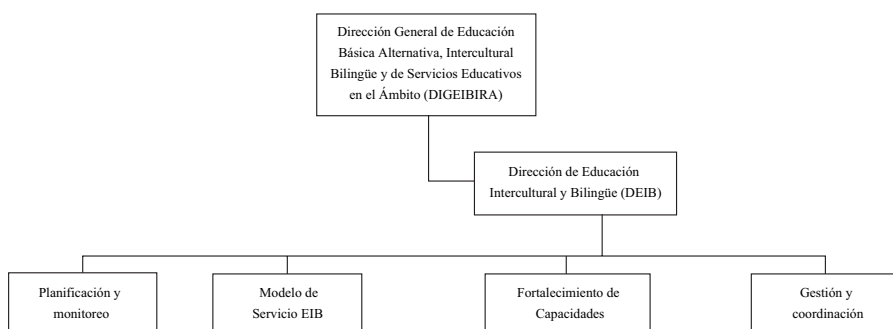 Dirección General de Educación
Básica Alternativa, Intercultural
Bilingüe y de Servicios Educativos
en el Ámbito (DIGEIBIRA)
Dirección de Educación
Intercultural y Bilingüe (DEIB)
Planificación y
monitoreo
Modelo de
Servicio EIB
Fortalecimiento de
Capacidades
Gestión y
coordinación